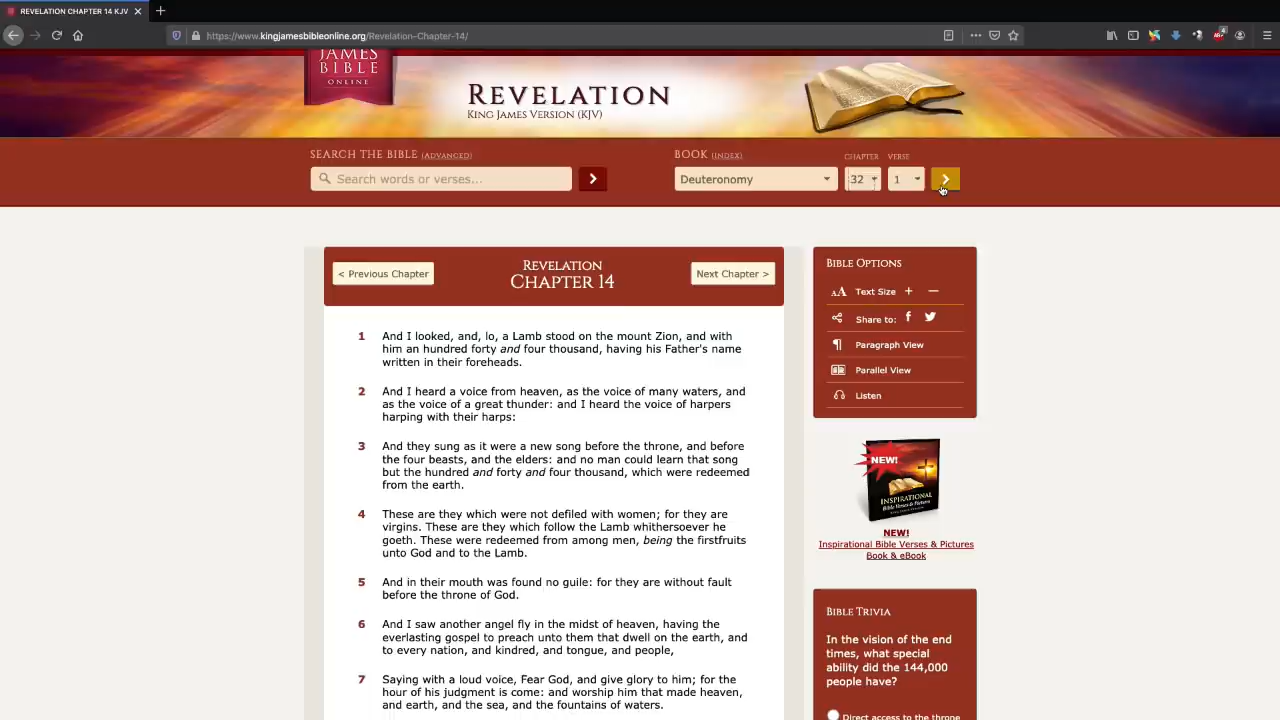 REVELATION CHAPTER 14 KJV
https://www.kingjamesbibleonline.org/Revelation-Chapter-14/
JAMES
BIBLE
ONLINE
REVELATION
KING JAMES VERSION (KJV)
SEARCH THE BIBLE (ADVANCED)
BOOK (INDEX)
CHAPTER
VERSE
Search words or verses...
Deuteronomy
32
1
< Previous Chapter
REVELATION
CHAPTER 14
Next Chapter >
1 And I looked, and, lo, a Lamb stood on the mount Zion, and with
him an hundred forty and four thousand, having his Father's name
written in their foreheads.
2 And I heard a voice from heaven, as the voice of many waters, and
as the voice of a great thunder: and I heard the voice of harpers
harping with their harps:
3 And they sung as it were a new song before the throne, and before
the four beasts, and the elders: and no man could learn that song
but the hundred and forty and four thousand, which were redeemed
from the earth.
4 These are they which were not defiled with women; for they are
virgins. These are they which follow the Lamb whithersoever he
goeth. These were redeemed from among men, being the firstfruits
unto God and to the Lamb.
5 And in their mouth was found no guile: for they are without fault
before the throne of God.
6 And I saw another angel fly in the midst of heaven, having the
everlasting gospel to preach unto them that dwell on the earth, and
to every nation, and kindred, and tongue, and people,
7 Saying with a loud voice, Fear God, and give glory to him; for the
hour of his judgment is come: and worship him that made heaven,
and earth, and the sea, and the fountains of waters.
BIBLE OPTIONS
AA Text Size + −
Share to:
Paragraph View
Parallel View
Listen
NEW!
INSPIRATIONAL
NEW!
Inspirational Bible Verses & Pictures
Book & eBook
BIBLE TRIVIA
In the vision of the end
times, what special
ability did the 144,000
people have?
Direct access to the throne